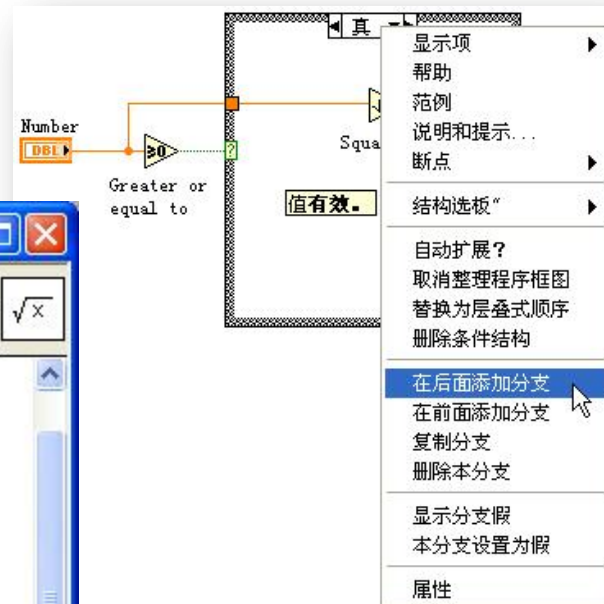 真
Number
DBL
≥0
?
Greater or
equal to
Squa
值有效。
√x
显示项
帮助
范例
说明和提示...
断点
结构选板“
自动扩展?
取消整理程序框图
替换为层叠式顺序
删除条件结构
在后面添加分支
在前面添加分支
复制分支
删除本分支
显示分支假
本分支设置为假
属性